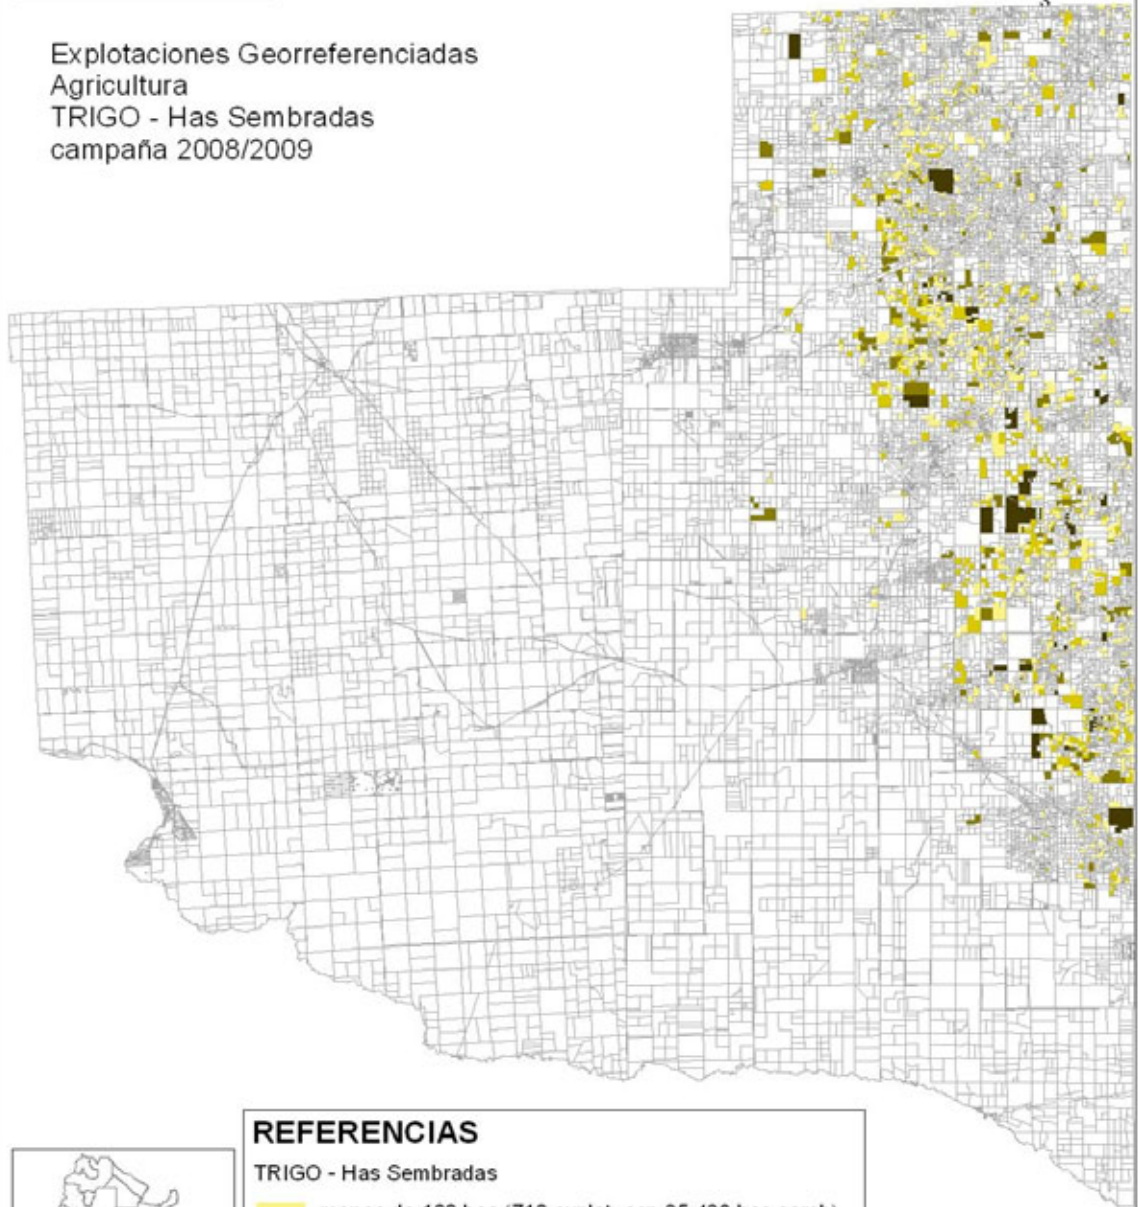 Explotaciones Georreferenciadas
Agricultura
TRIGO - Has Sembradas
campaña 2008/2009
REFERENCIAS
TRIGO - Has Sembradas